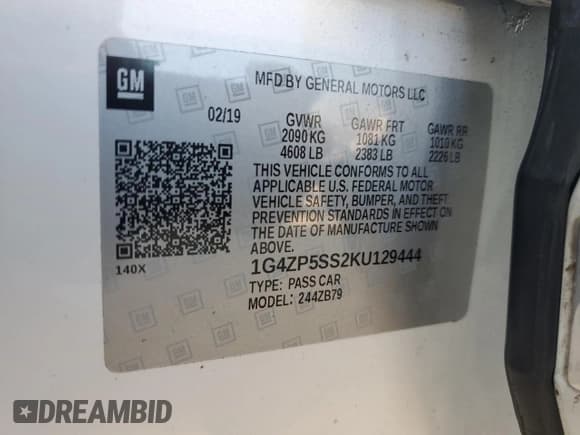 GM
MFD BY GENERAL MOTORS LLC
02/19 GVWR GAWR FRT GAWR RR
2090 KG 1081 KG 1010 KG
4608 LB 2383 LB 2226 LB
THIS VEHICLE CONFORMS TO ALL
APPLICABLE U.S. FEDERAL MOTOR
VEHICLE SAFETY, BUMPER, AND THEFT
PREVENTION STANDARDS IN EFFECT ON
THE DATE OF MANUFACTURE SHOWN
ABOVE.
140X
1G4ZP5SS2KU129444
TYPE: PASS CAR
MODEL: 244ZB79
DREAMBID